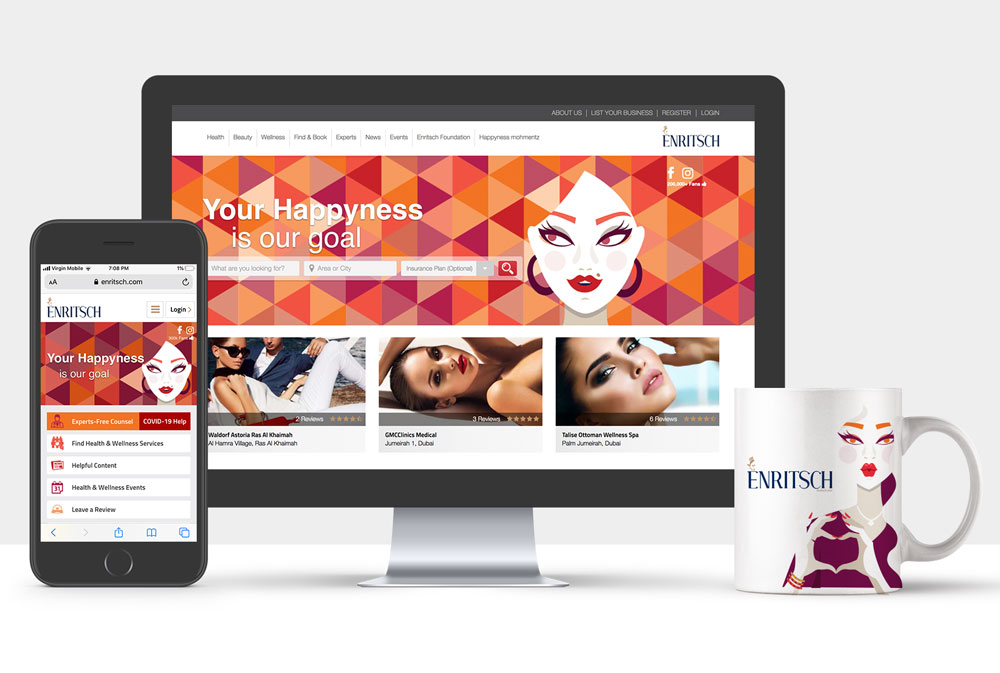 ABOUT US | LIST YOUR BUSINESS | REGISTER | LOGIN
Health | Beauty | Wellness | Find & Book | Experts | News | Events | Enritsch Foundation | Happyness mohmentz
ENRITSCH
200,000+ Fans
Your Happyness
is our goal
What are you looking for?
Area or City
Insurance Plan (Optional)
2 Reviews
3 Reviews
6 Reviews
Waldorf Astoria Ras Al Khaimah
Al Hamra Village, Ras Al Khaimah
GMCClinics Medical
Jumeirah 1, Dubai
Talise Ottoman Wellness Spa
Palm Jumeirah, Dubai
Virgin Mobile
7:08 PM
1%
AA
enritsch.com
ENRITSCH
Login
Fans
Your Happyness
is our goal
Experts-Free Counsel
COVID-19 Help
Find Health & Wellness Services
Helpful Content
31
Health & Wellness Events
Leave a Review
ENRITSCH